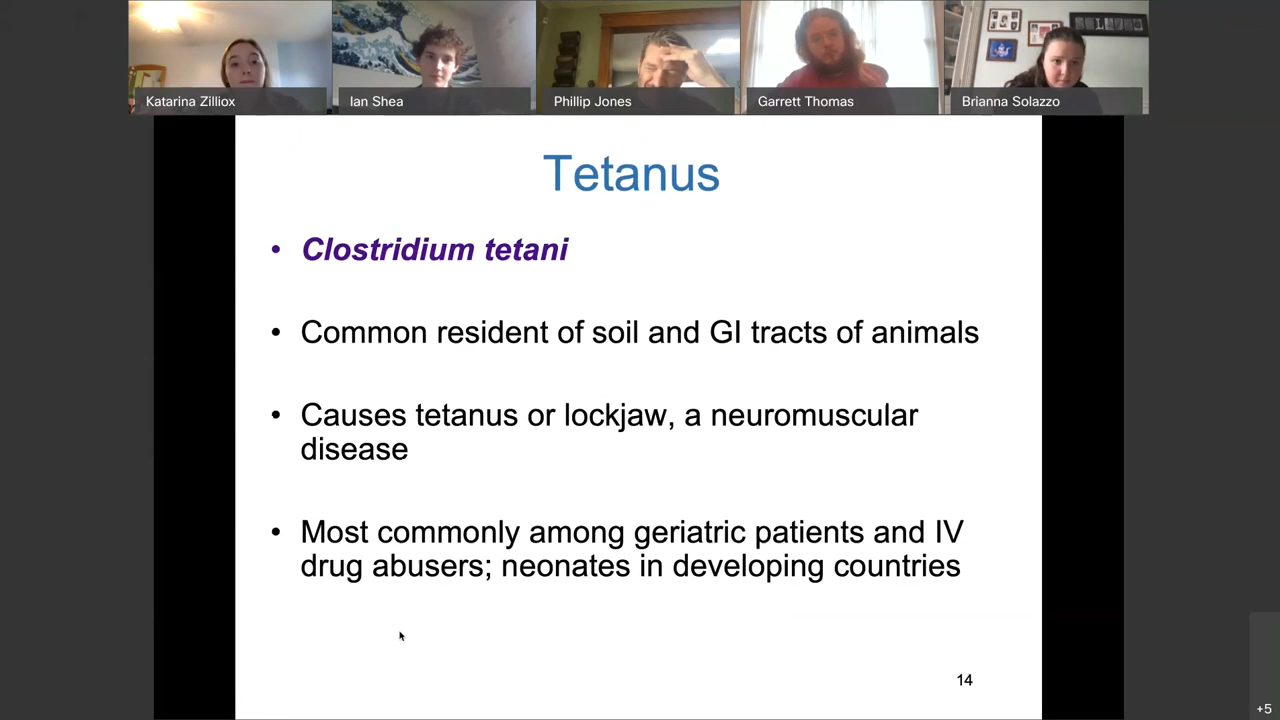 Katarina Zilliox
Ian Shea
Phillip Jones
Garrett Thomas
Brianna Solazzo
Tetanus
• Clostridium tetani
• Common resident of soil and GI tracts of animals
• Causes tetanus or lockjaw, a neuromuscular
disease
• Most commonly among geriatric patients and IV
drug abusers; neonates in developing countries
14
+5